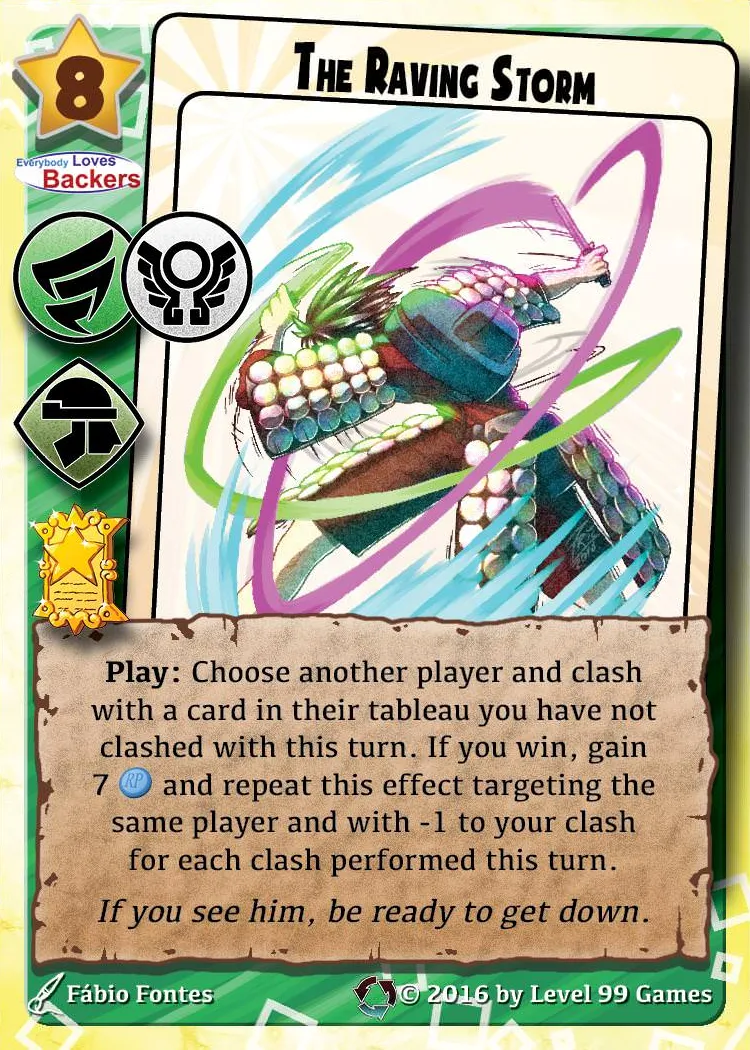 8
THE RAVING STORM
Everybody Loves
Backers
Play: Choose another player and clash
with a card in their tableau you have not
clashed with this turn. If you win, gain
7 RP and repeat this effect targeting the
same player and with -1 to your clash
for each clash performed this turn.
If you see him, be ready to get down.
Fábio Fontes
© 2016 by Level 99 Games